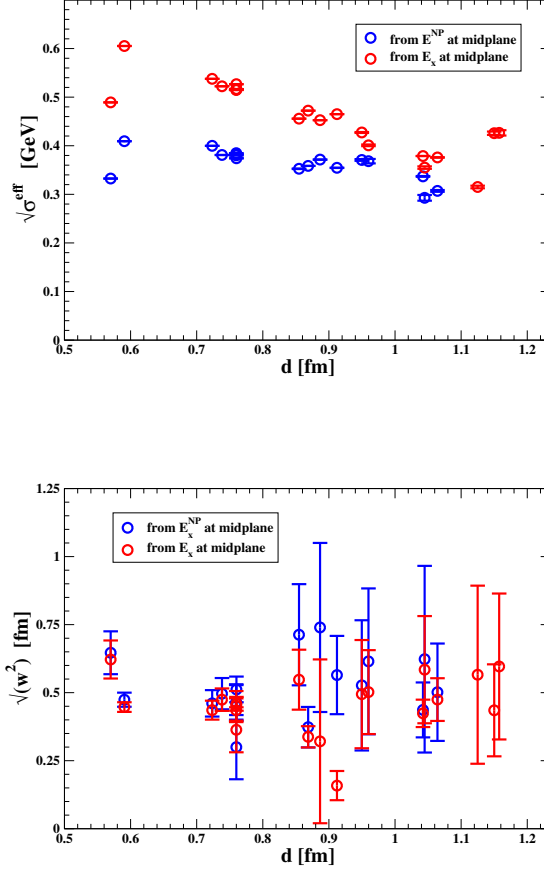 0.6
0.5
0.4
0.3
0.2
0.1
0
√σ^eff [GeV]
from E^NP at midplane
from E_x at midplane
0.5 0.6 0.7 0.8 0.9 1 1.1 1.2
d [fm]
1.25
1
0.75
0.5
0.25
0
√(w^2) [fm]
from E_x^NP at midplane
from E_x at midplane
0.5 0.6 0.7 0.8 0.9 1 1.1 1.2
d [fm]